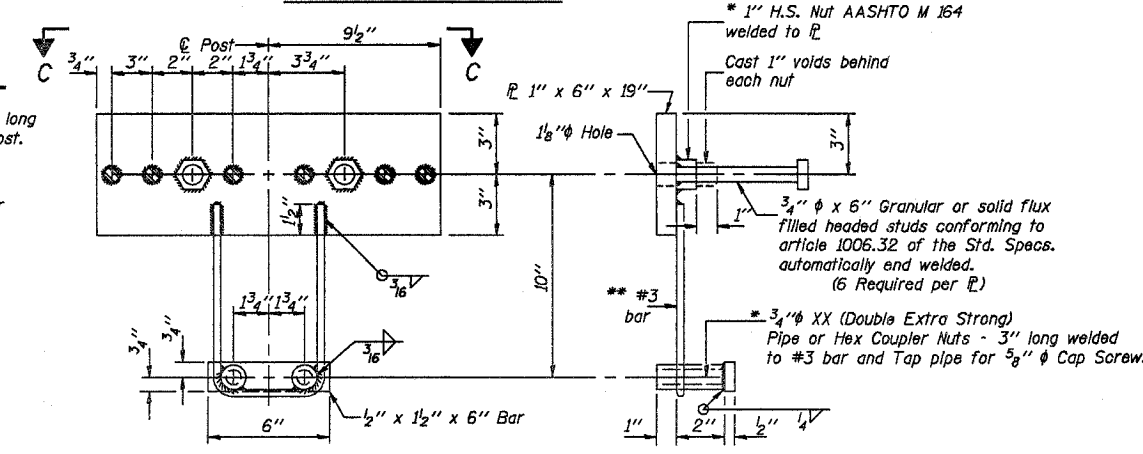 * 1" H.S. Nut AASHTO M 164
welded to ℄
Cast 1" voids behind
each nut
C
℄ Post
9½"
C
¾"
3"
2"
2"
1¾"
3¾"
long
ost.
r
3"
3"
1½"
3/16
10"
1¾"
1¾"
¾"
¾"
3/16
6"
½" x 1½" x 6" Bar
P̲L 1" x 6" x 19"
1⅛"ϕ Hole
3"
1"
¾" ϕ x 6" Granular or solid flux
filled headed studs conforming to
article 1006.32 of the Std. Specs.
automatically end welded.
(6 Required per P̲L)
** #3
bar
* ¾"ϕ XX (Double Extra Strong)
Pipe or Hex Coupler Nuts - 3" long welded
to #3 bar and Tap pipe for ⅝" ϕ Cap Screw.
1"
2"
½"
¼